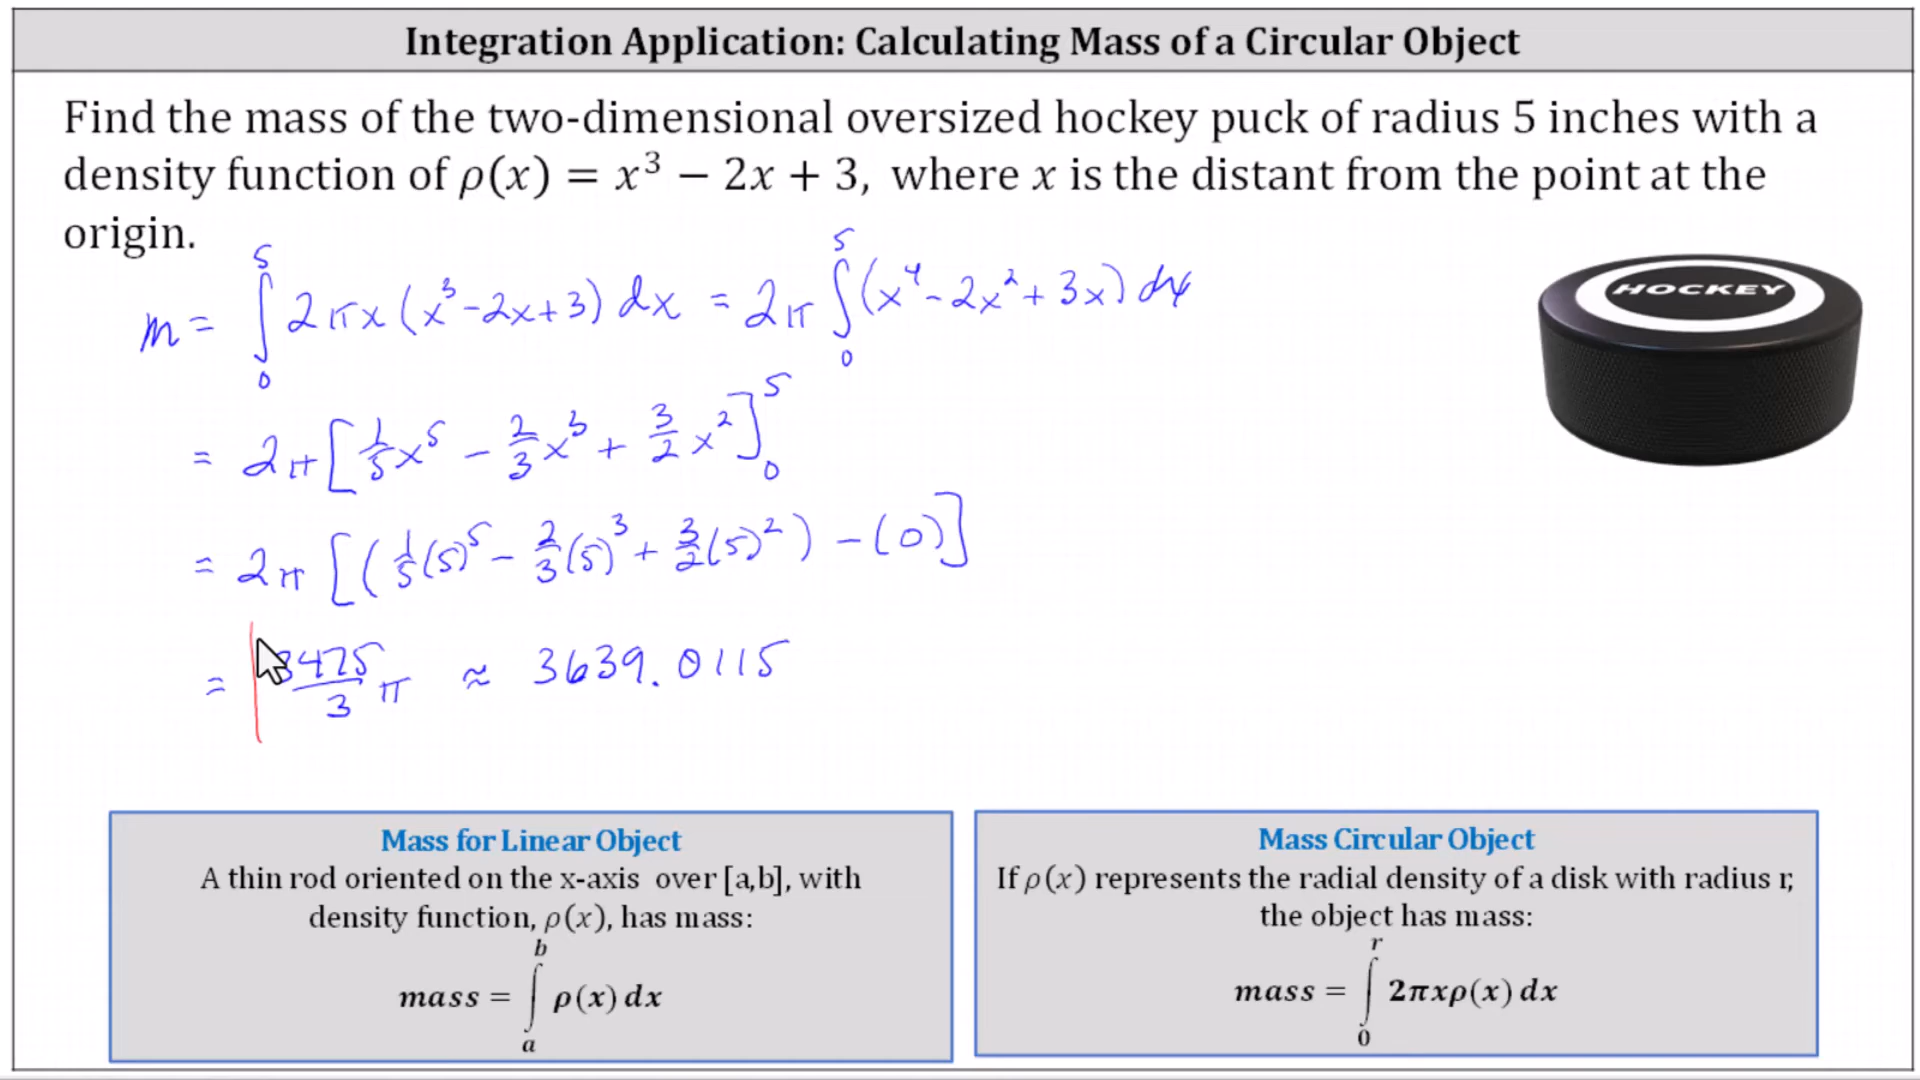 Integration Application: Calculating Mass of a Circular Object
Find the mass of the two-dimensional oversized hockey puck of radius 5 inches with a
density function of ρ(x) = x³ − 2x + 3, where x is the distant from the point at the
origin.
m = ∫₀⁵ 2πx (x³ − 2x + 3) dx = 2π ∫₀⁵ (x⁴ − 2x² + 3x) dx
HOCKEY
= 2π [1/5 x⁵ − 2/3 x³ + 3/2 x²]₀⁵
= 2π [(1/5 (5)⁵ − 2/3 (5)³ + 3/2 (5)²) − (0)]
= 3475/3 π ≈ 3639.0115
Mass for Linear Object
A thin rod oriented on the x-axis over [a,b], with
density function, ρ(x), has mass:
mass = ∫ₐᵇ ρ(x) dx
Mass Circular Object
If ρ(x) represents the radial density of a disk with radius r,
the object has mass:
mass = ∫₀ʳ 2πxρ(x) dx